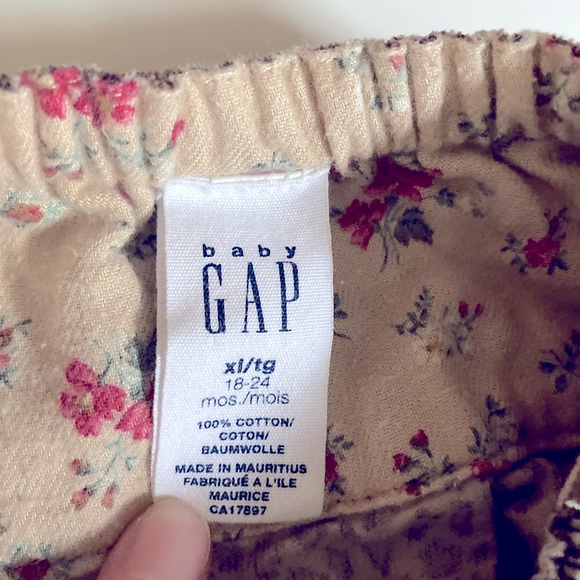 baby
GAP
xl/tg
18-24
mos./mois
100% COTTON/
COTON/
BAUMWOLLE
MADE IN MAURITIUS
FABRIQUÉ A L'ILE
MAURICE
CA17897